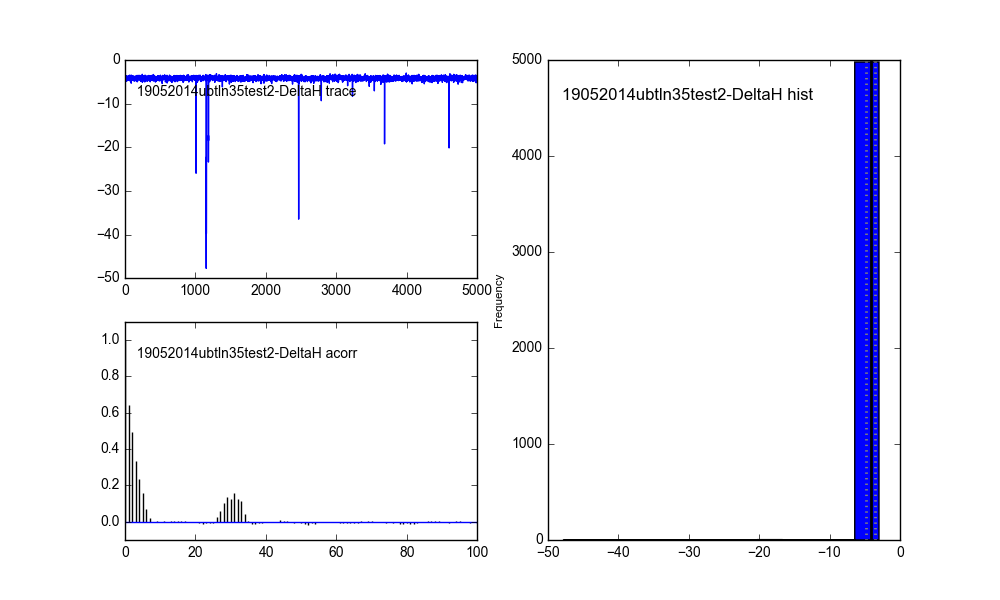 0
−10
19052014ubtln35test2-DeltaH trace
−20
−30
−40
−50
0 1000 2000 3000 4000 5000
1.0
19052014ubtln35test2-DeltaH acorr
0.8
0.6
0.4
0.2
0.0
0 20 40 60 80 100
5000
19052014ubtln35test2-DeltaH hist
4000
3000
Frequency
2000
1000
0
−50 −40 −30 −20 −10 0